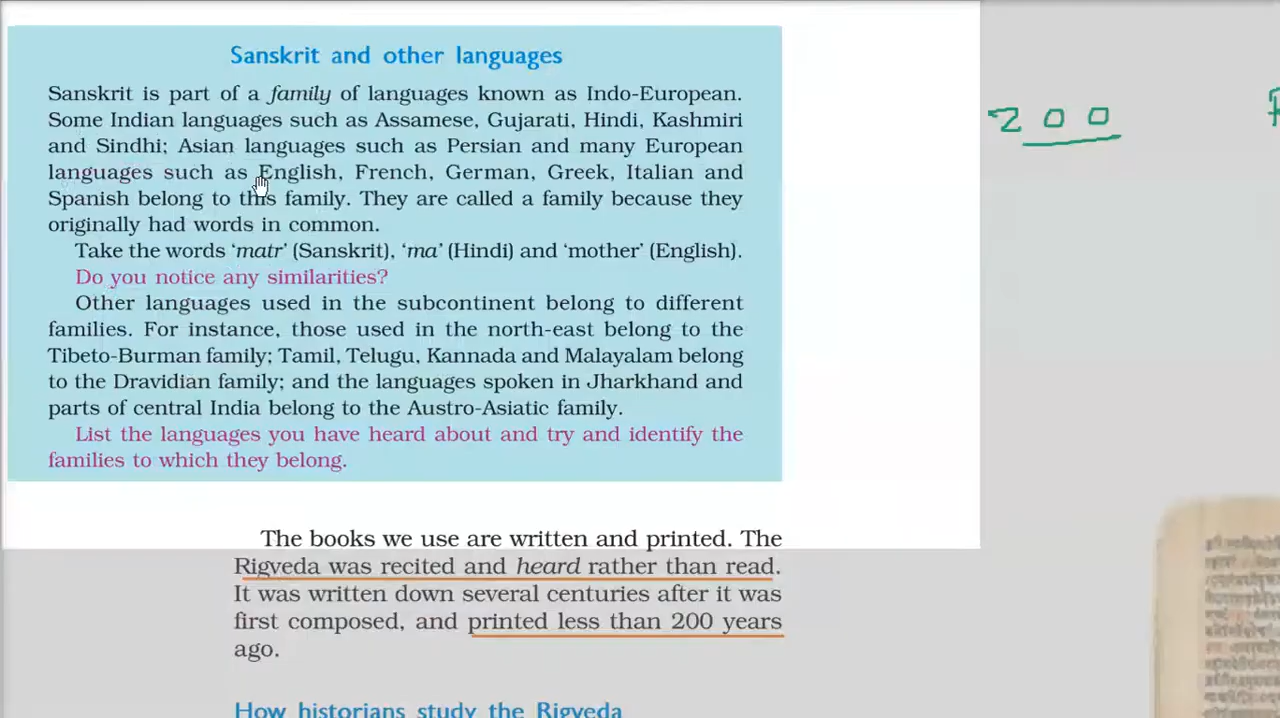 Sanskrit and other languages
Sanskrit is part of a family of languages known as Indo-European.
Some Indian languages such as Assamese, Gujarati, Hindi, Kashmiri
and Sindhi; Asian languages such as Persian and many European
languages such as English, French, German, Greek, Italian and
Spanish belong to this family. They are called a family because they
originally had words in common.
Take the words ‘matr’ (Sanskrit), ‘ma’ (Hindi) and ‘mother’ (English).
Do you notice any similarities?
Other languages used in the subcontinent belong to different
families. For instance, those used in the north-east belong to the
Tibeto-Burman family; Tamil, Telugu, Kannada and Malayalam belong
to the Dravidian family; and the languages spoken in Jharkhand and
parts of central India belong to the Austro-Asiatic family.
List the languages you have heard about and try and identify the
families to which they belong.
200
The books we use are written and printed. The
Rigveda was recited and heard rather than read.
It was written down several centuries after it was
first composed, and printed less than 200 years
ago.
How historians study the Rigveda